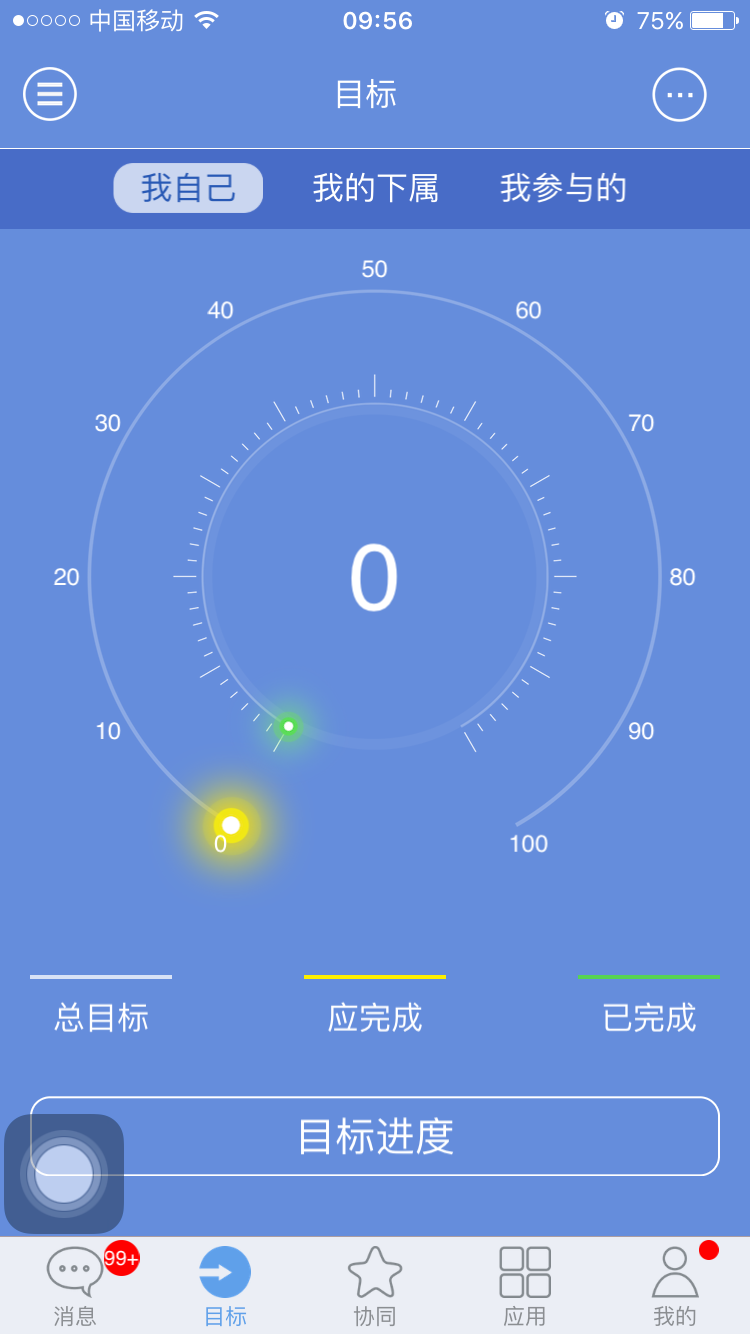 中国移动 09:56 75%
目标
我自己 我的下属 我参与的
50
40 60
30 70
0
20 80
10 90
0 100
总目标 应完成 已完成
目标进度
99+
消息 目标 协同 应用 我的